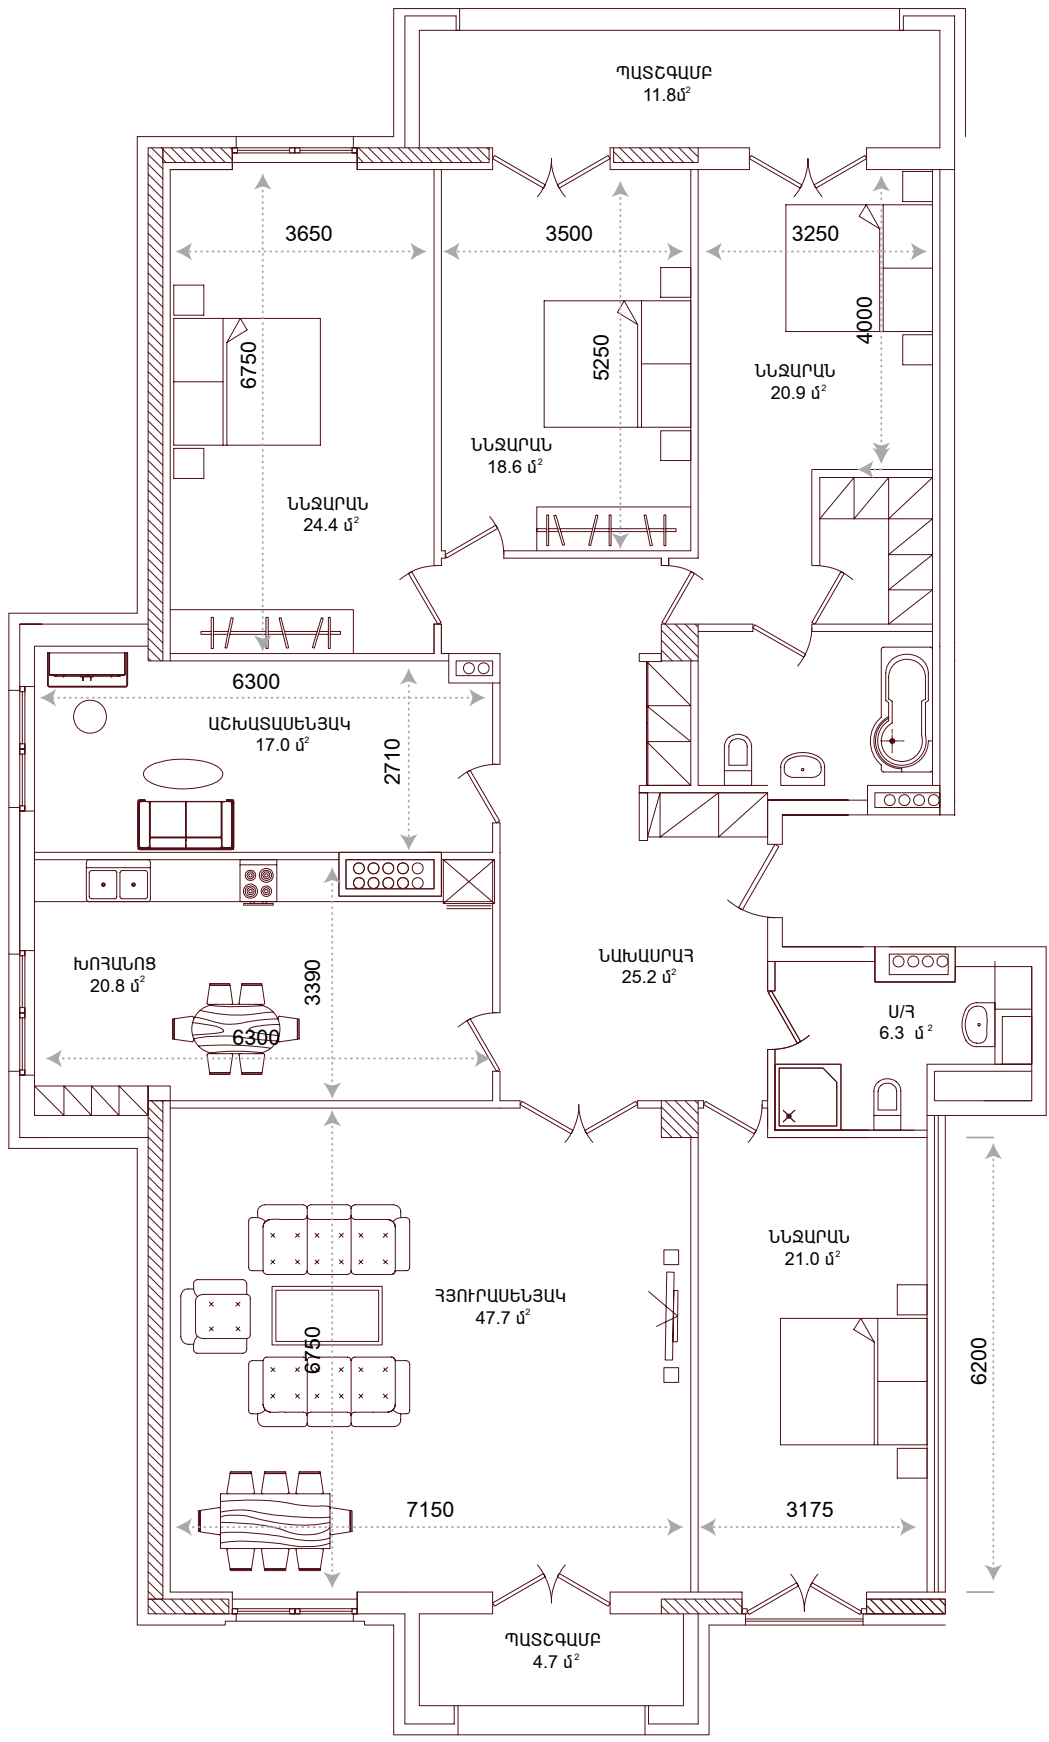 ՊԱՏՇԳԱՄԲ
11.8մ²
3650
3500
3250
6750
5250
4000
ՆՆՋԱՐԱՆ
20.9 մ²
ՆՆՋԱՐԱՆ
18.6 մ²
ՆՆՋԱՐԱՆ
24.4 մ²
6300
ԱՇԽԱՏԱՍԵՆՅԱԿ
17.0 մ²
2710
ԽՈՀԱՆՈՑ
20.8 մ²
3390
6300
ՆԱԽԱՍՐԱՀ
25.2 մ²
Ս/Հ
6.3 մ²
ՆՆՋԱՐԱՆ
21.0 մ²
ՀՅՈՒՐԱՍԵՆՅԱԿ
47.7 մ²
6750
6200
7150
3175
ՊԱՏՇԳԱՄԲ
4.7 մ²